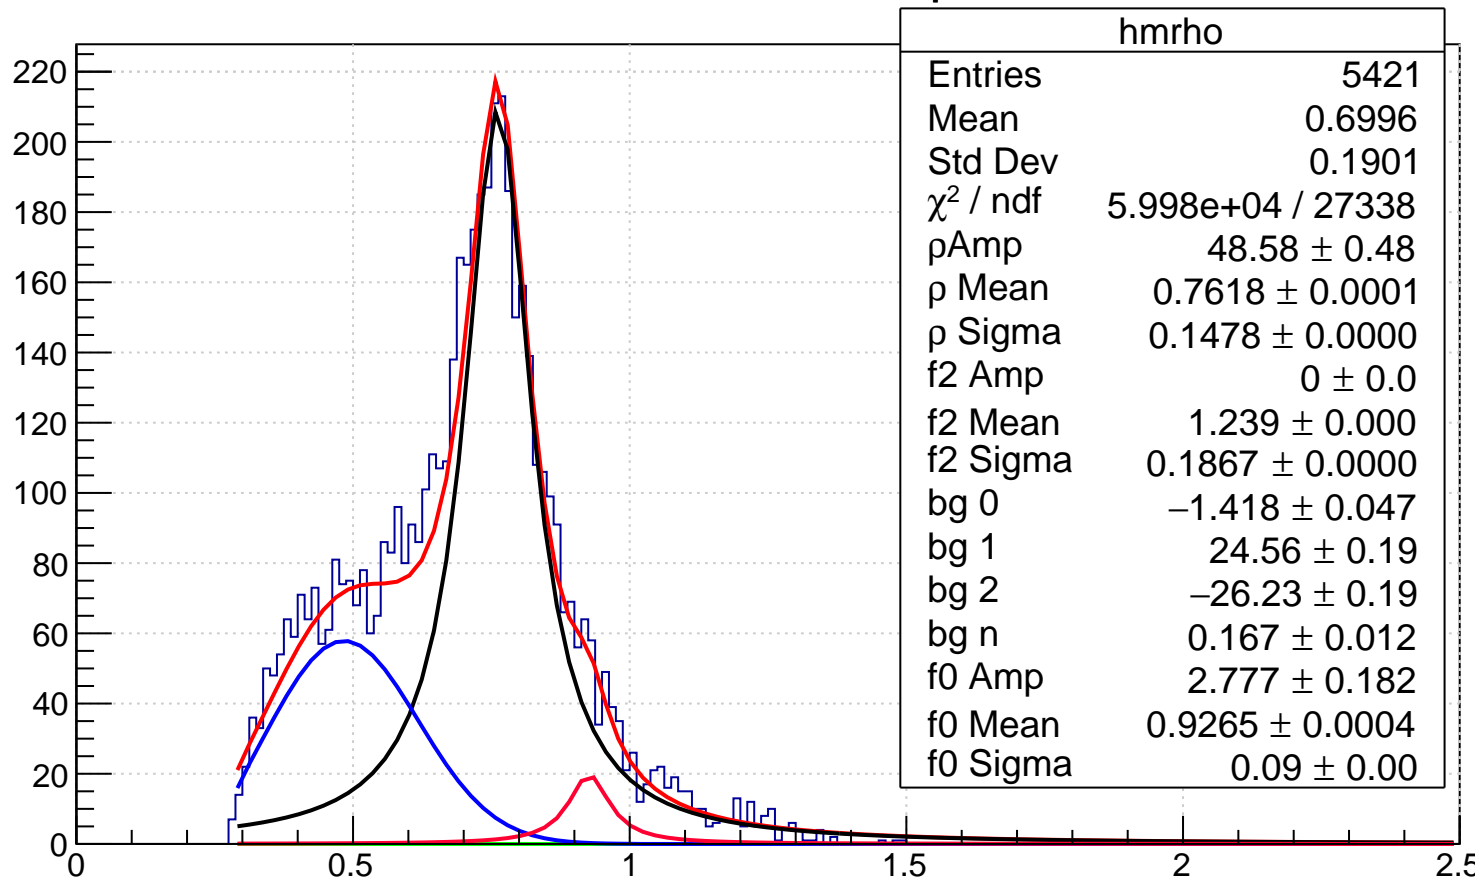 hmrho
Entries 5421
Mean 0.6996
Std Dev 0.1901
χ² / ndf 5.998e+04 / 27338
ρAmp 48.58 ± 0.48
ρ Mean 0.7618 ± 0.0001
ρ Sigma 0.1478 ± 0.0000
f2 Amp 0 ± 0.0
f2 Mean 1.239 ± 0.000
f2 Sigma 0.1867 ± 0.0000
bg 0 −1.418 ± 0.047
bg 1 24.56 ± 0.19
bg 2 −26.23 ± 0.19
bg n 0.167 ± 0.012
f0 Amp 2.777 ± 0.182
f0 Mean 0.9265 ± 0.0004
f0 Sigma 0.09 ± 0.00
220
200
180
160
140
120
100
80
60
40
20
0
0 0.5 1 1.5 2 2.5